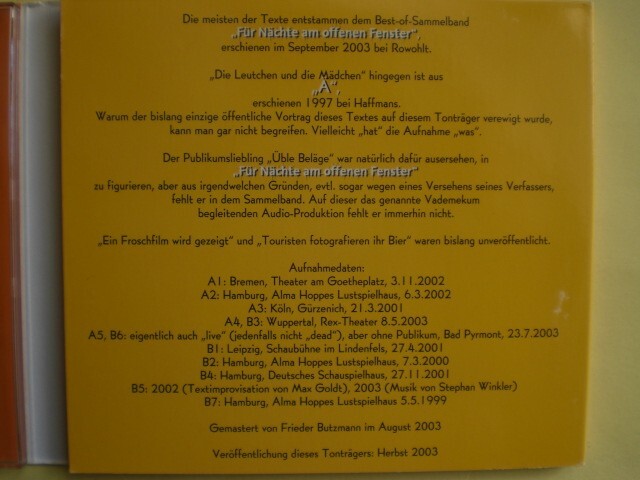 Die meisten der Texte entstammen dem Best-of-Sammelband
„Für Nächte am offenen Fenster“,
erschienen im September 2003 bei Rowohlt.
„Die Leutchen und die Mädchen“ hingegen ist aus
„Ä“,
erschienen 1997 bei Haffmans.
Warum der bislang einzige öffentliche Vortrag dieses Textes auf diesem Tonträger verewigt wurde,
kann man gar nicht begreifen. Vielleicht „hat“ die Aufnahme „was“.
Der Publikumsliebling „Üble Beläge“ war natürlich dafür ausersehen, in
„Für Nächte am offenen Fenster“
zu figurieren, aber aus irgendwelchen Gründen, evtl. sogar wegen eines Versehens seines Verfassers,
fehlt er in dem Sammelband. Auf dieser das genannte Vademekum
begleitenden Audio-Produktion fehlt er immerhin nicht.
„Ein Froschfilm wird gezeigt“ und „Touristen fotografieren ihr Bier“ waren bislang unveröffentlicht.
Aufnahmedaten:
A1: Bremen, Theater am Goetheplatz, 3.11.2002
A2: Hamburg, Alma Hoppes Lustspielhaus, 6.3.2002
A3: Köln, Gürzenich, 21.3.2001
A4, B3: Wuppertal, Rex-Theater 8.5.2003
A5, B6: eigentlich auch „live“ (jedenfalls nicht „dead“), aber ohne Publikum, Bad Pyrmont, 23.7.2003
B1: Leipzig, Schaubühne im Lindenfels, 27.4.2001
B2: Hamburg, Alma Hoppes Lustspielhaus, 7.3.2000
B4: Hamburg, Deutsches Schauspielhaus, 27.11.2001
B5: 2002 (Textimprovisation von Max Goldt), 2003 (Musik von Stephan Winkler)
B7: Hamburg, Alma Hoppes Lustspielhaus 5.5.1999
Gemastert von Frieder Butzmann im August 2003
Veröffentlichung dieses Tonträgers: Herbst 2003